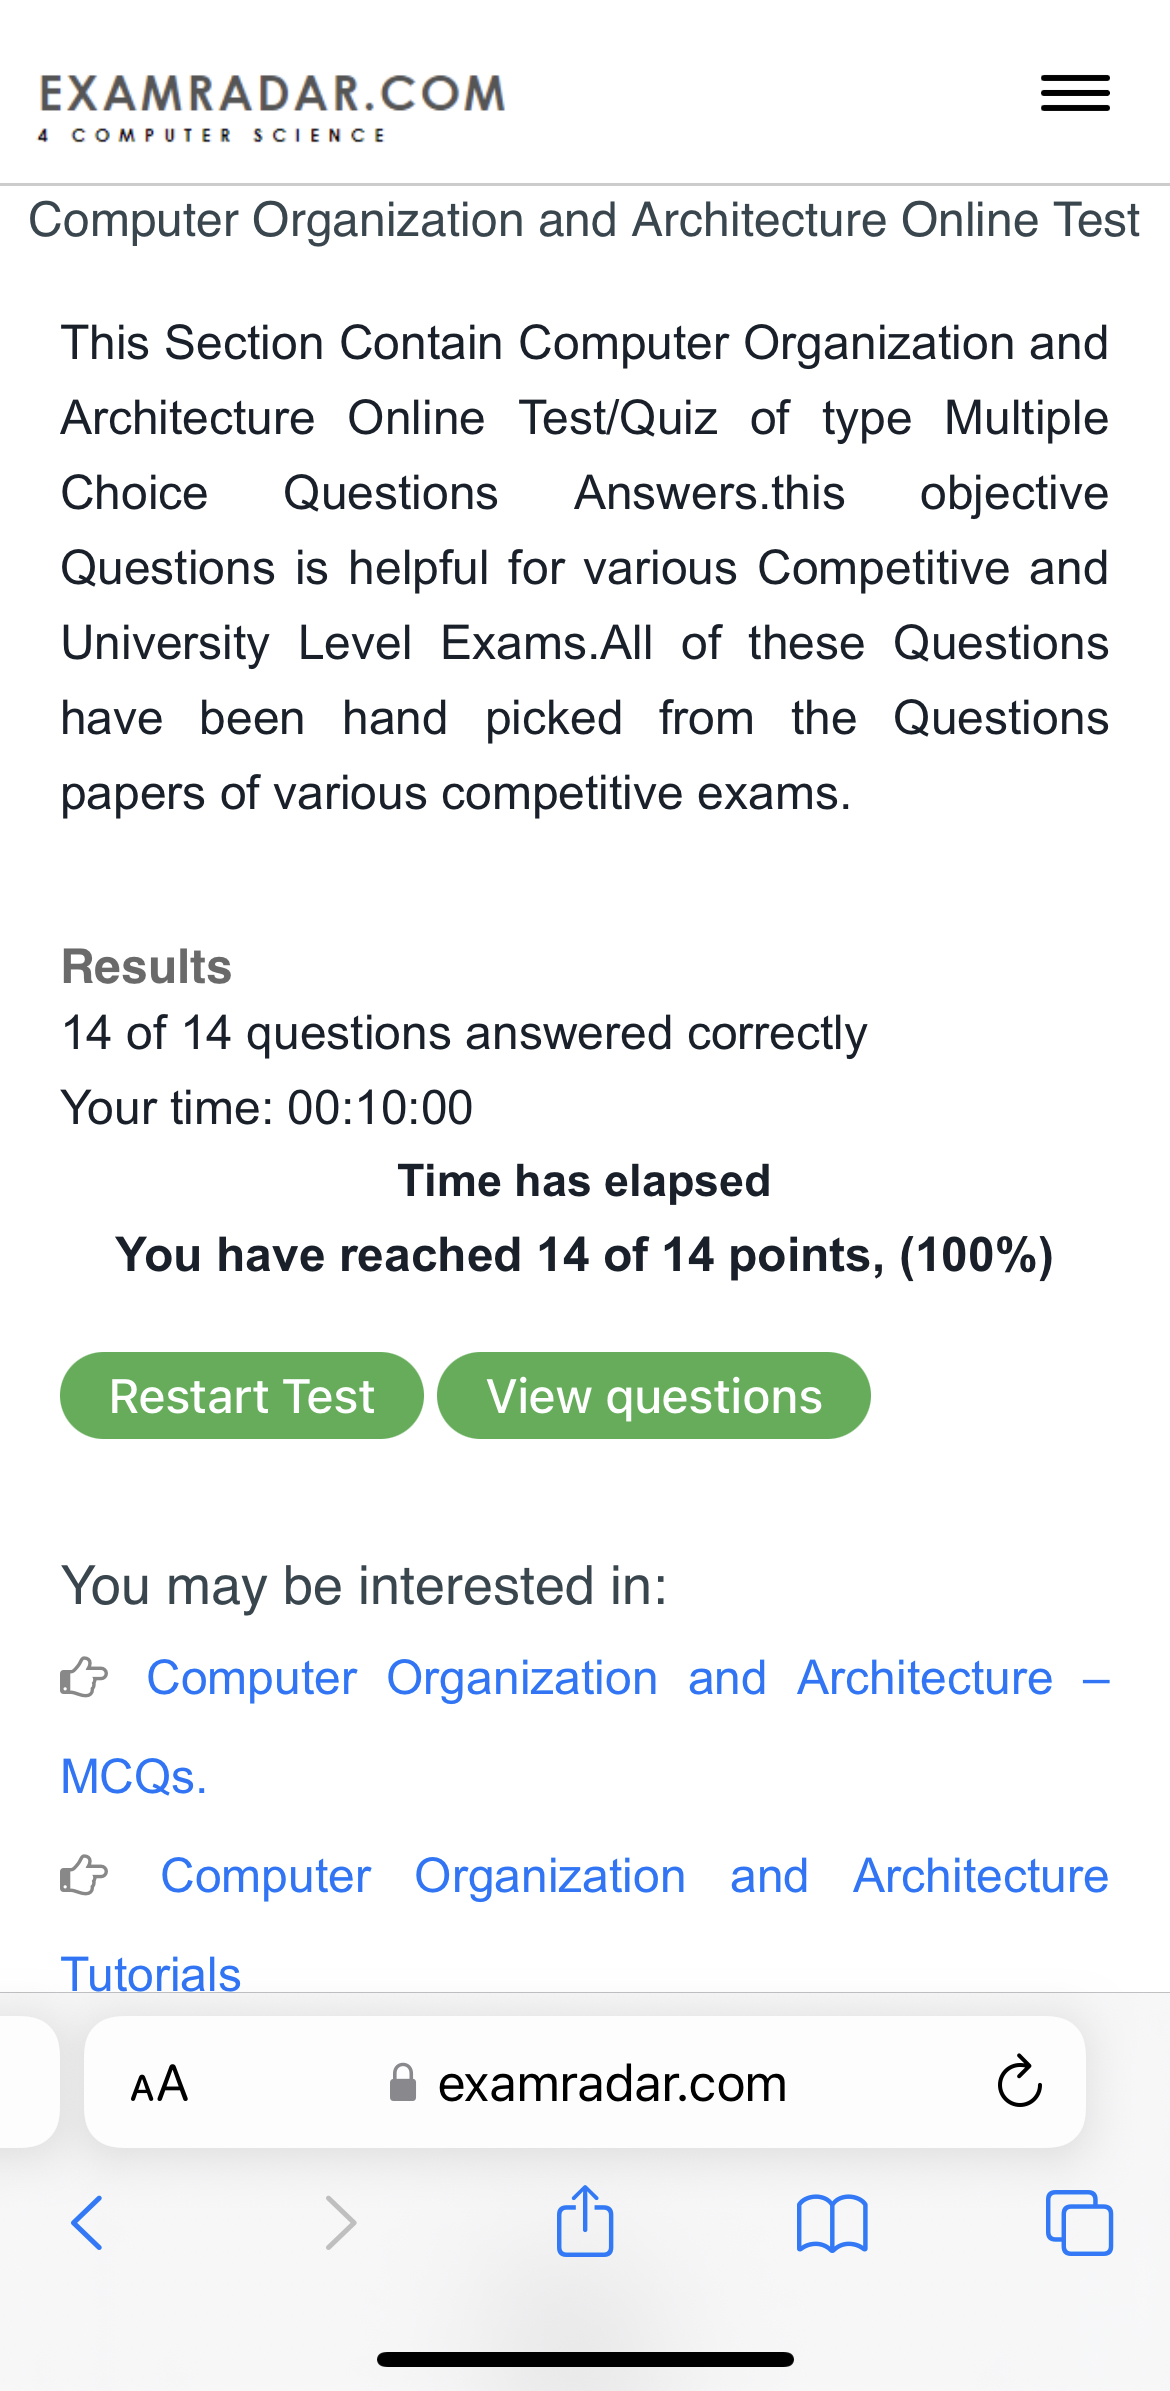 EXAMRADAR.COM
4 COMPUTER SCIENCE
Computer Organization and Architecture Online Test
This Section Contain Computer Organization and
Architecture Online Test/Quiz of type Multiple
Choice Questions Answers.this objective
Questions is helpful for various Competitive and
University Level Exams.All of these Questions
have been hand picked from the Questions
papers of various competitive exams.
Results
14 of 14 questions answered correctly
Your time: 00:10:00
Time has elapsed
You have reached 14 of 14 points, (100%)
Restart Test View questions
You may be interested in:
Computer Organization and Architecture –
MCQs.
Computer Organization and Architecture
Tutorials
AA examradar.com